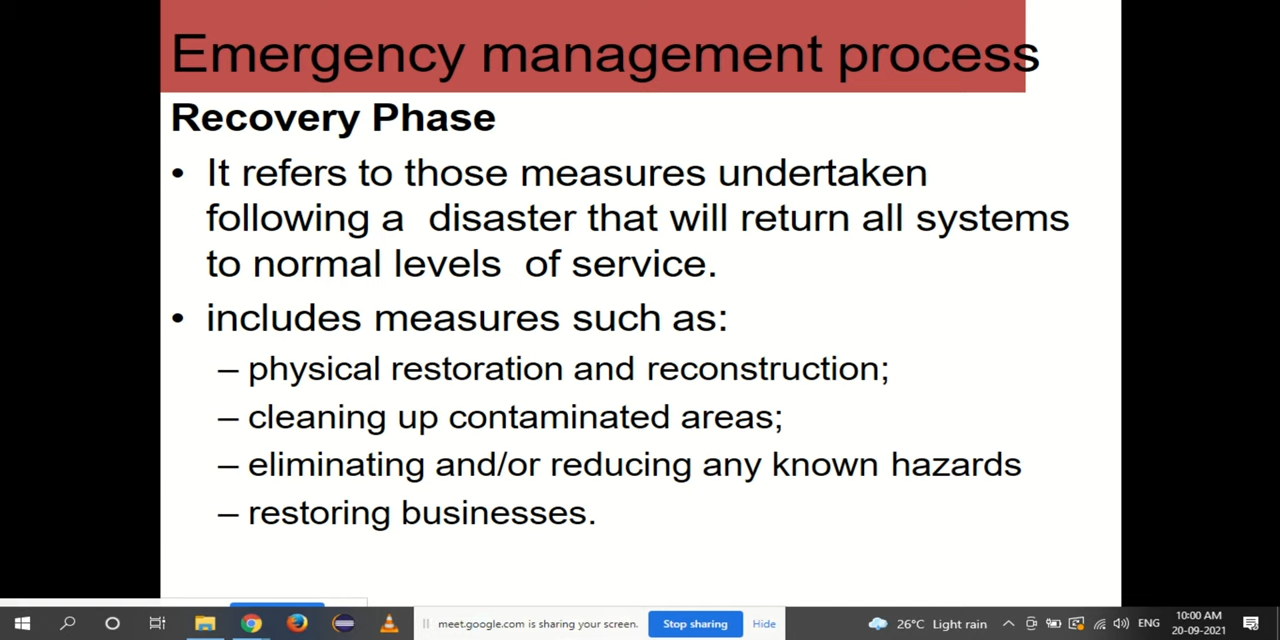 Emergency management process
Recovery Phase
• It refers to those measures undertaken
following a disaster that will return all systems
to normal levels of service.
• includes measures such as:
– physical restoration and reconstruction;
– cleaning up contaminated areas;
– eliminating and/or reducing any known hazards
– restoring businesses.
meet.google.com is sharing your screen. Stop sharing Hide
26°C Light rain ENG 10:00 AM
20-09-2021